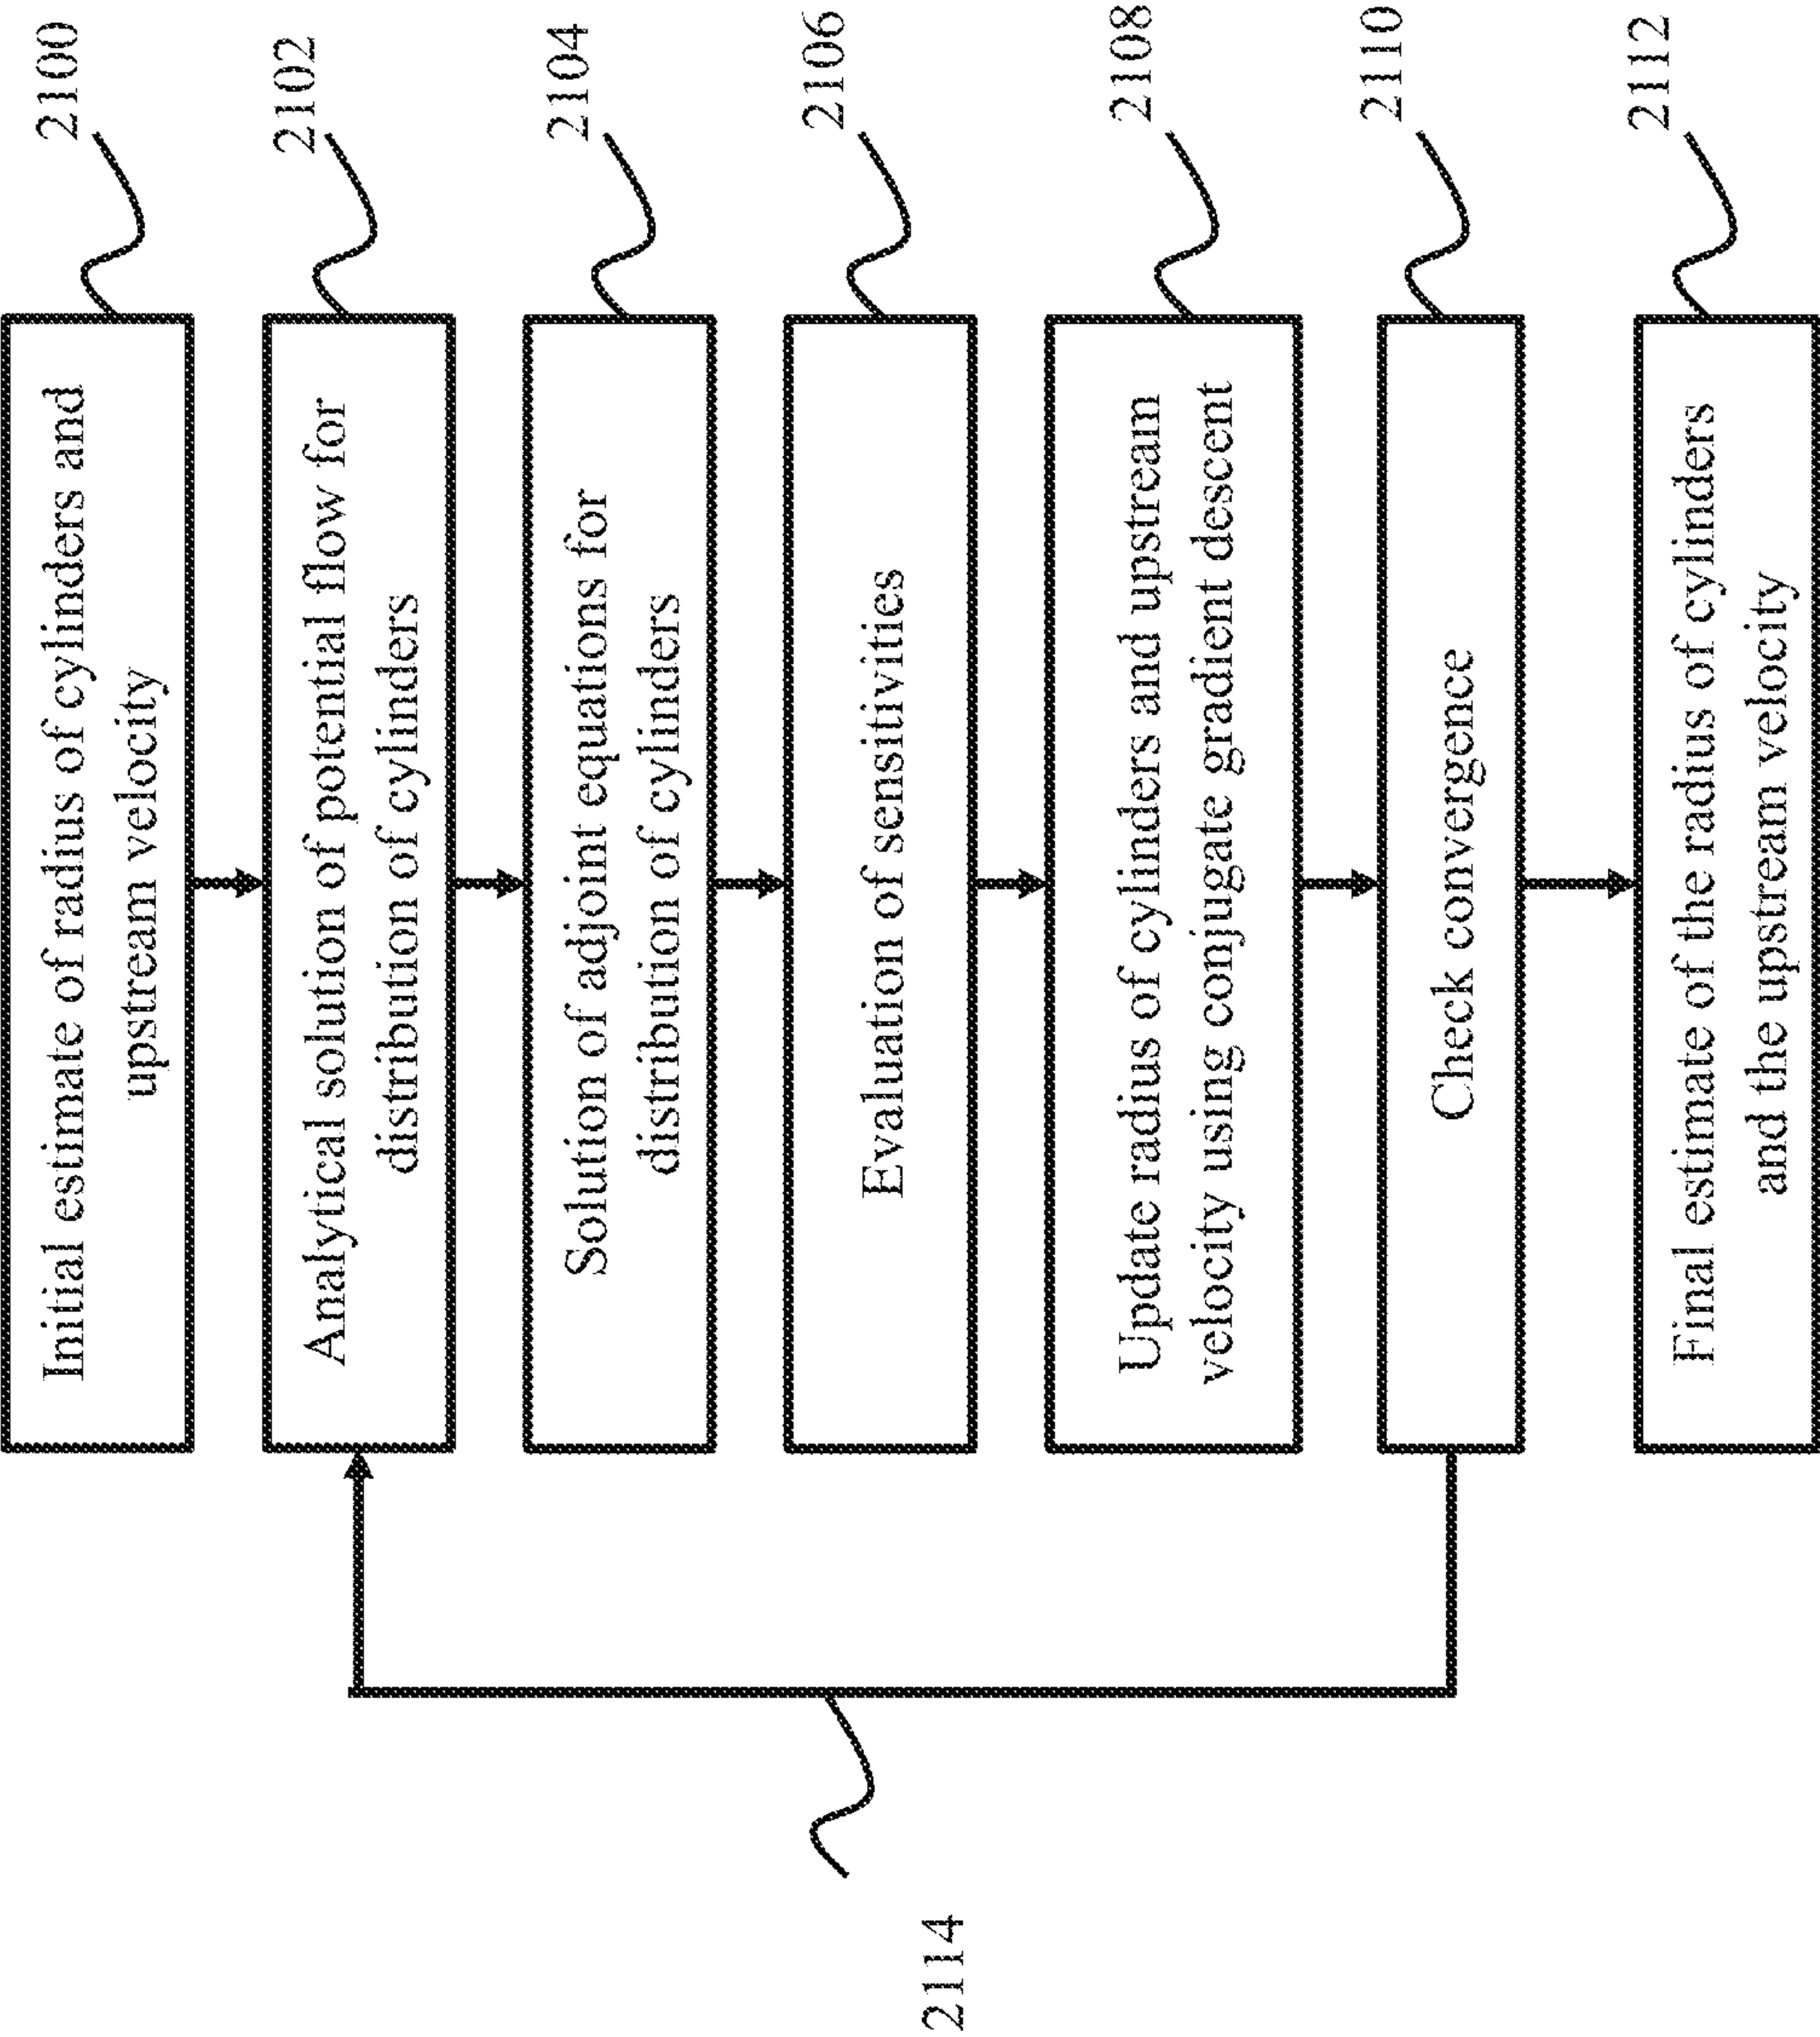 Initial estimate of radius of cylinders and
upstream velocity
2100
Analytical solution of potential flow for
distribution of cylinders
2102
Solution of adjoint equations for
distribution of cylinders
2104
Evaluation of sensitivities
2106
Update radius of cylinders and upstream
velocity using conjugate gradient descent
2108
Check convergence
2110
Final estimate of the radius of cylinders
and the upstream velocity
2112
2114